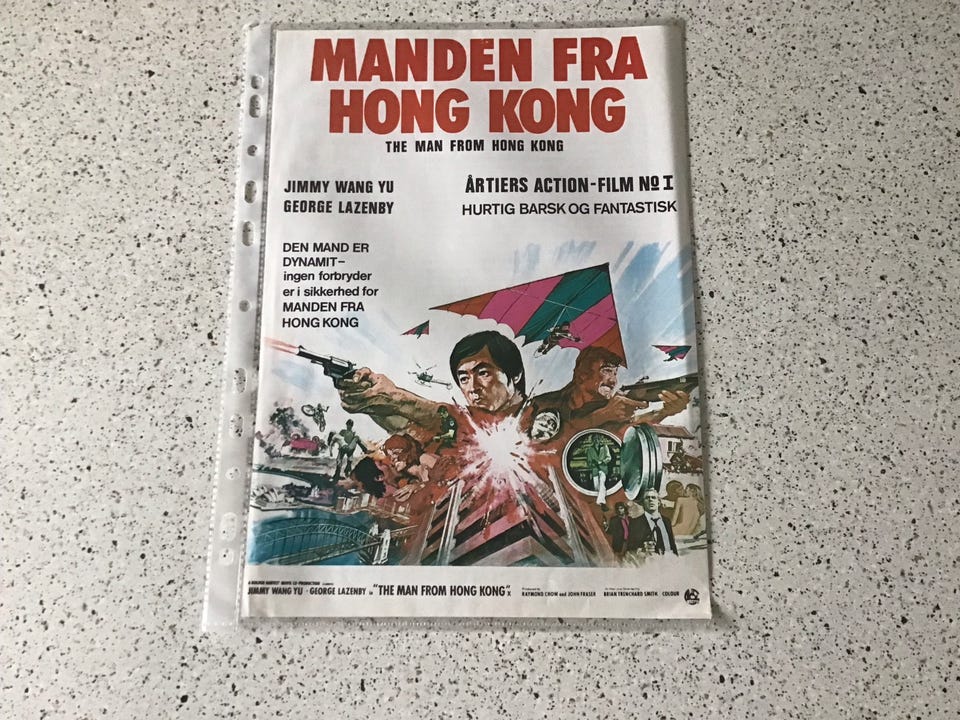 MANDEN FRA
HONG KONG
THE MAN FROM HONG KONG
JIMMY WANG YU
GEORGE LAZENBY
ÅRTIERS ACTION-FILM No I
HURTIG BARSK OG FANTASTISK
DEN MAND ER
DYNAMIT–
ingen forbryder
er i sikkerhed for
MANDEN FRA
HONG KONG
JIMMY WANG YU · GEORGE LAZENBY in "THE MAN FROM HONG KONG" X
RAYMOND CHOW and JOHN FRASER
BRIAN TRENCHARD SMITH COLOUR